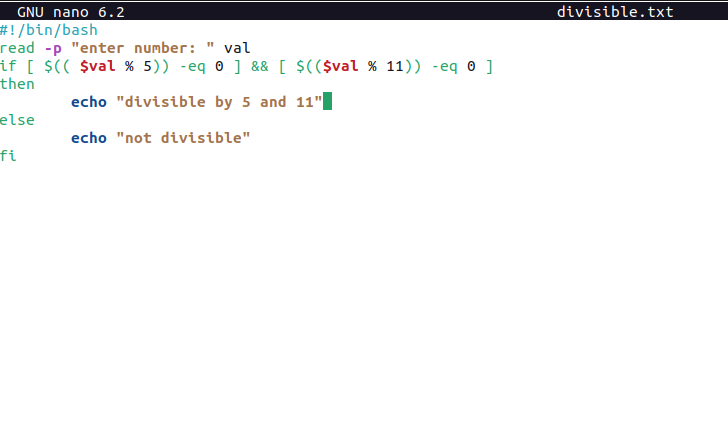 GNU nano 6.2 divisible.txt
#!/bin/bash
read -p "enter number: " val
if [ $(( $val % 5)) -eq 0 ] && [ $(($val % 11)) -eq 0 ]
then
        echo "divisible by 5 and 11"
else
        echo "not divisible"
fi